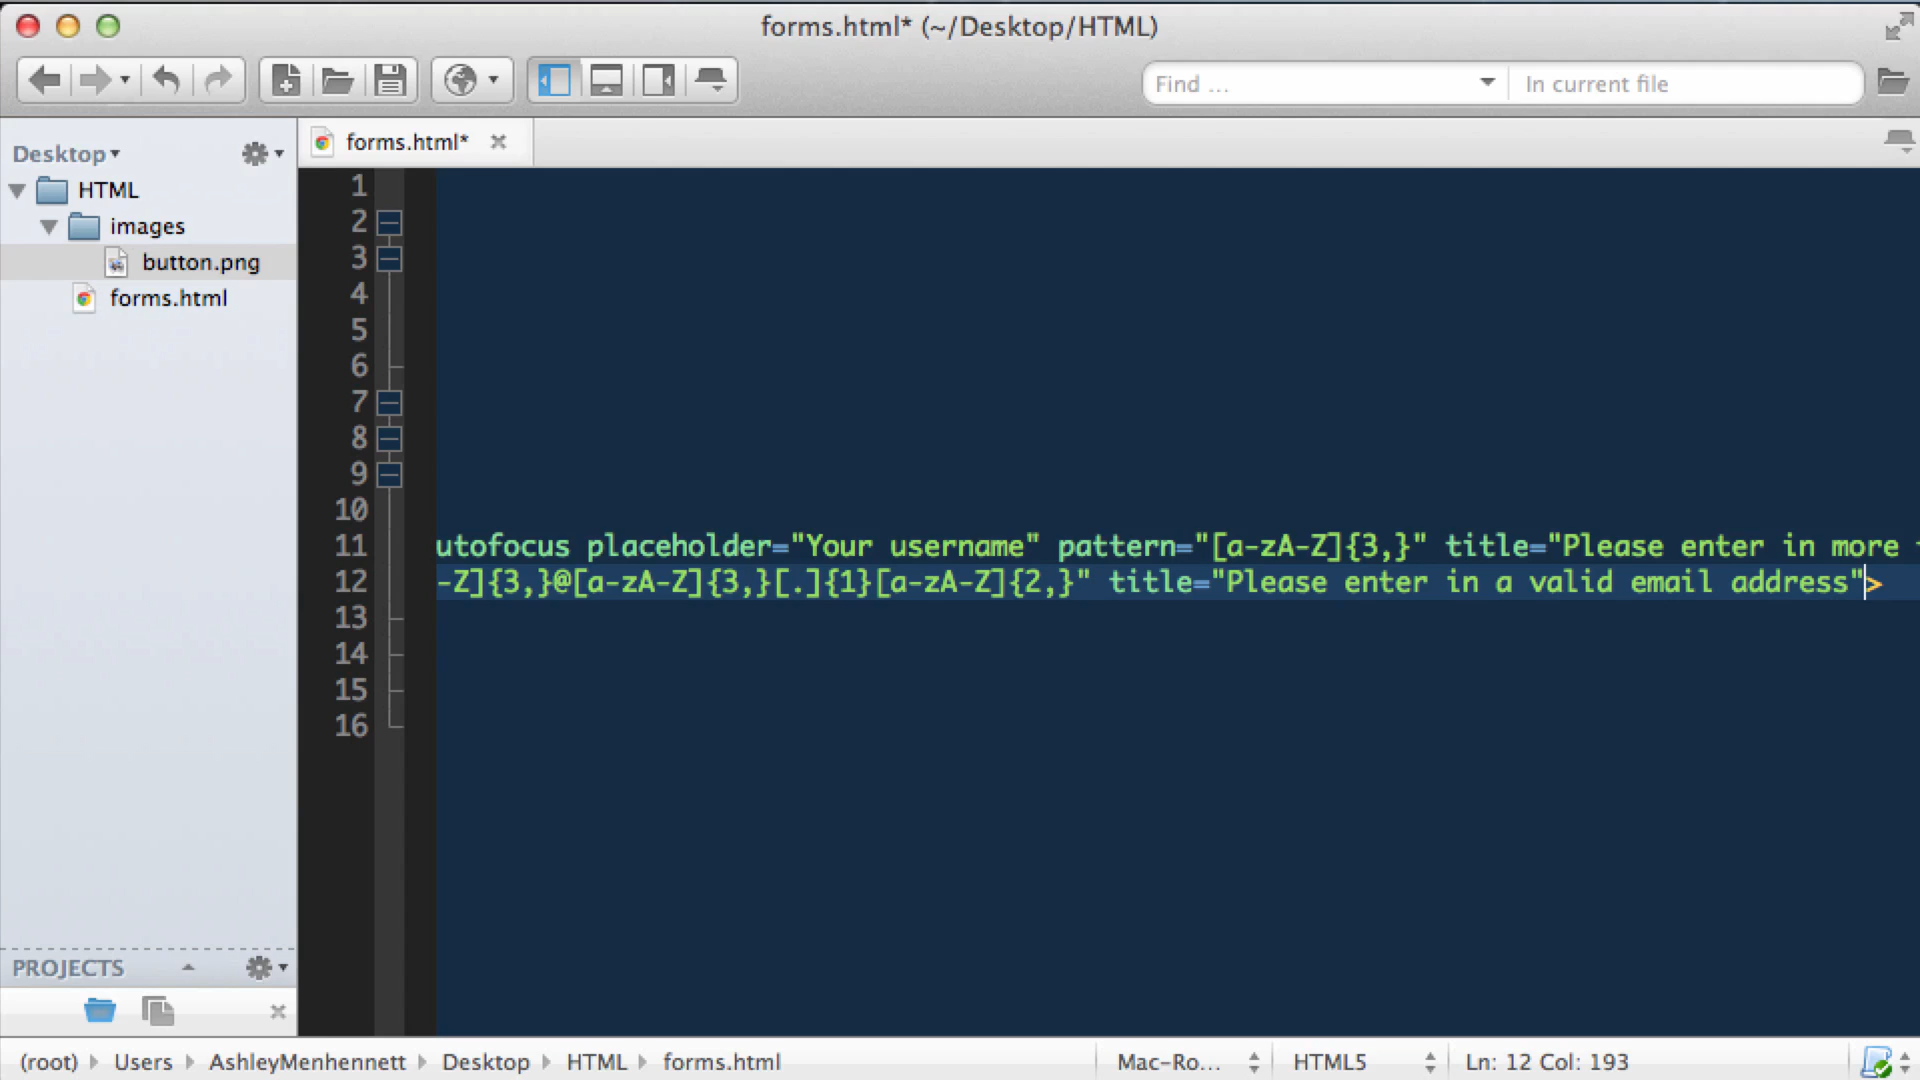 forms.html* (~/Desktop/HTML)
Find ...
In current file
Desktop
forms.html*
HTML
images
button.png
forms.html
1
2
3
4
5
6
7
8
9
10
11 utofocus placeholder="Your username" pattern="[a-zA-Z]{3,}" title="Please enter in more
12 -Z]{3,}@[a-zA-Z]{3,}[.]{1}[a-zA-Z]{2,}" title="Please enter in a valid email address">
13
14
15
16
PROJECTS
(root) Users AshleyMenhennett Desktop HTML forms.html
Mac-Ro... HTML5 Ln: 12 Col: 193